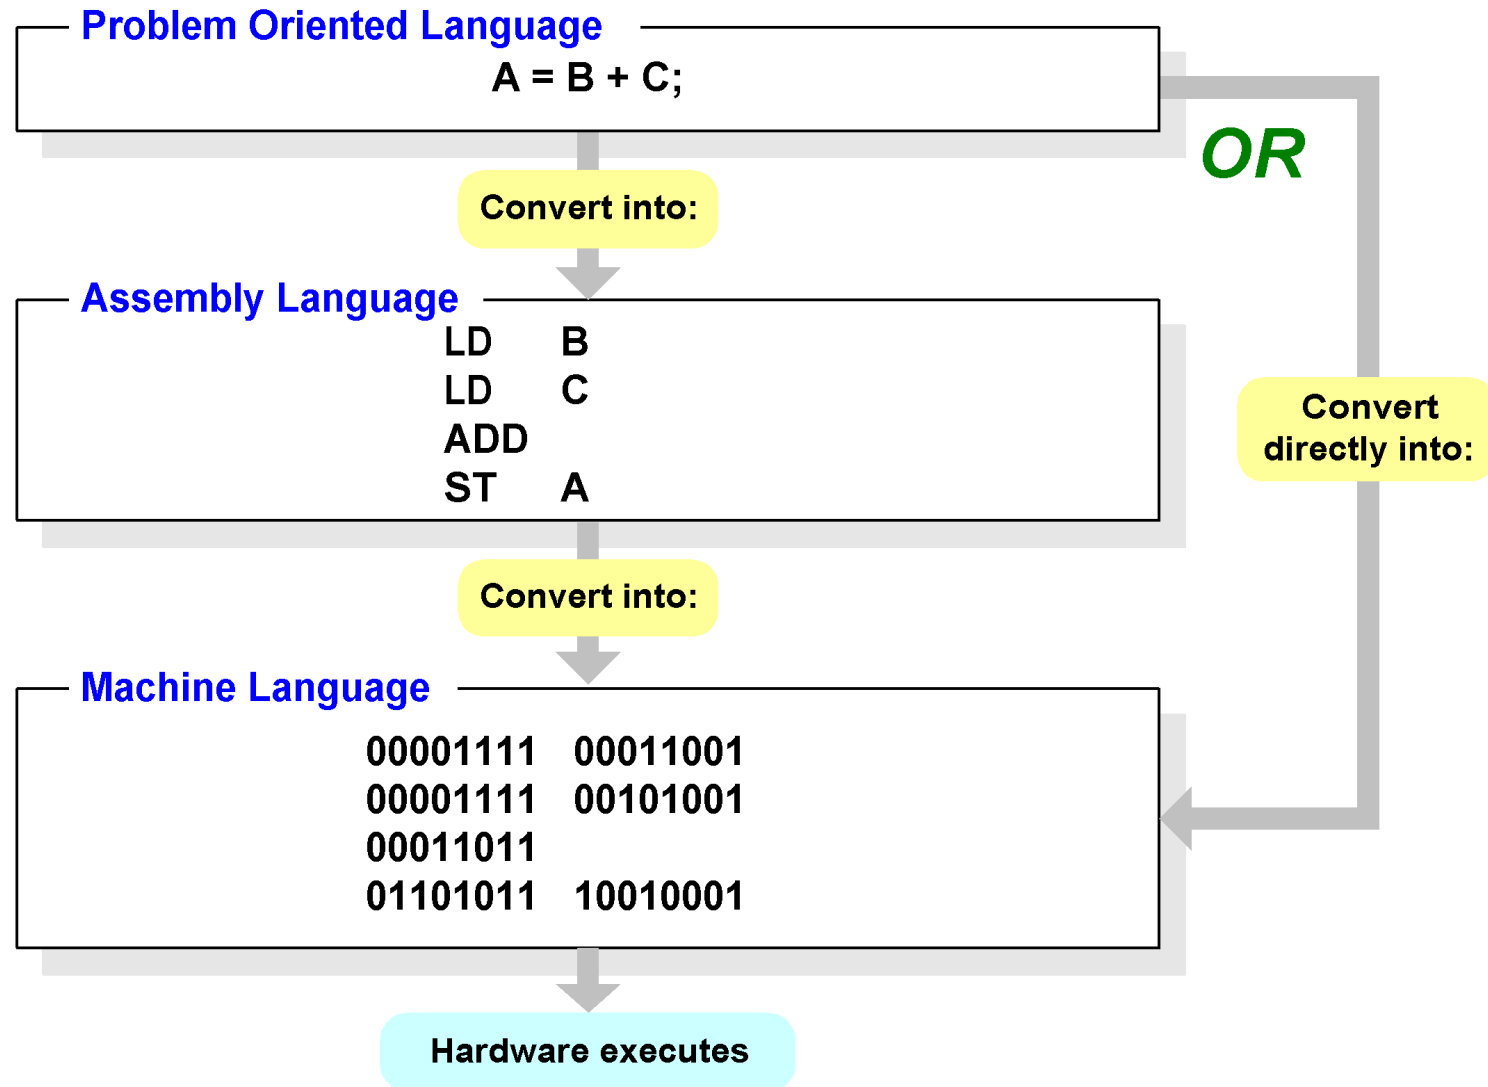 Problem Oriented Language
A = B + C;
OR
Convert into:
Assembly Language
LD B
LD C
ADD
ST A
Convert
directly into:
Convert into:
Machine Language
00001111 00011001
00001111 00101001
00011011
01101011 10010001
Hardware executes